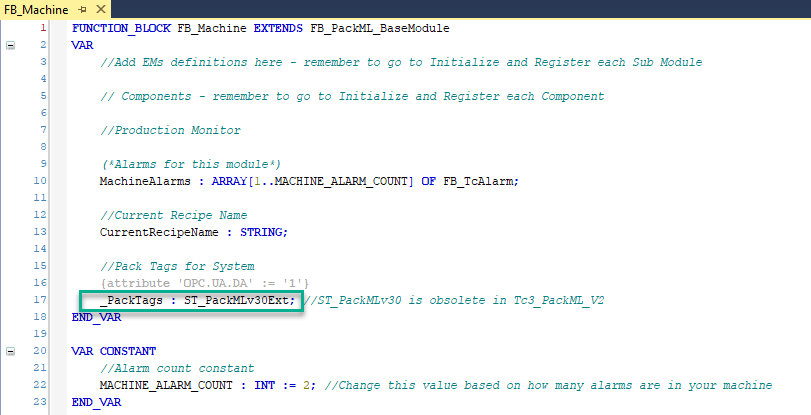 FB_Machine
1 FUNCTION_BLOCK FB_Machine EXTENDS FB_PackML_BaseModule
2 VAR
3 //Add EMs definitions here - remember to go to Initialize and Register each Sub Module
4
5 // Components - remember to go to Initialize and Register each Component
6
7 //Production Monitor
8
9 (*Alarms for this module*)
10 MachineAlarms : ARRAY[1..MACHINE_ALARM_COUNT] OF FB_TcAlarm;
11
12 //Current Recipe Name
13 CurrentRecipeName : STRING;
14
15 //Pack Tags for System
16 {attribute 'OPC.UA.DA' := '1'}
17 _PackTags : ST_PackMLv30Ext; //ST_PackMLv30 is obsolete in Tc3_PackML_V2
18 END_VAR
19
20 VAR CONSTANT
21 //Alarm count constant
22 MACHINE_ALARM_COUNT : INT := 2; //Change this value based on how many alarms are in your machine
23 END_VAR